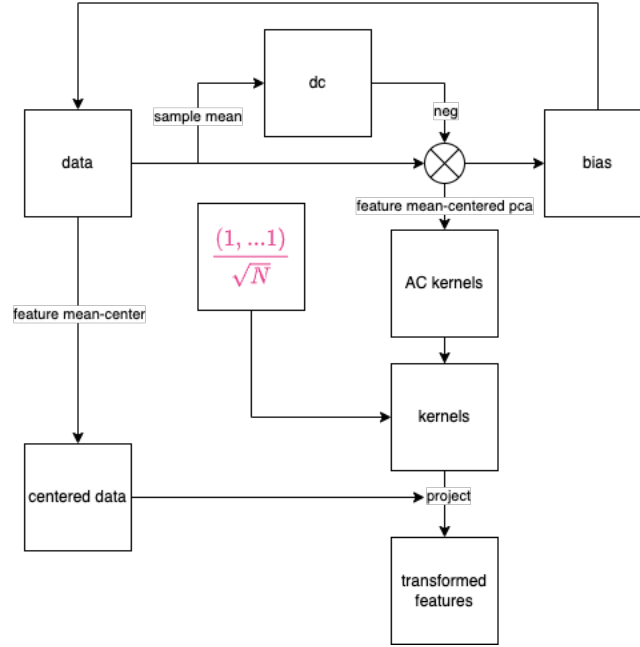 dc
sample mean
neg
data
bias
feature mean-centered pca
(1, ...1)
√N
AC kernels
feature mean-center
kernels
centered data
project
transformed
features